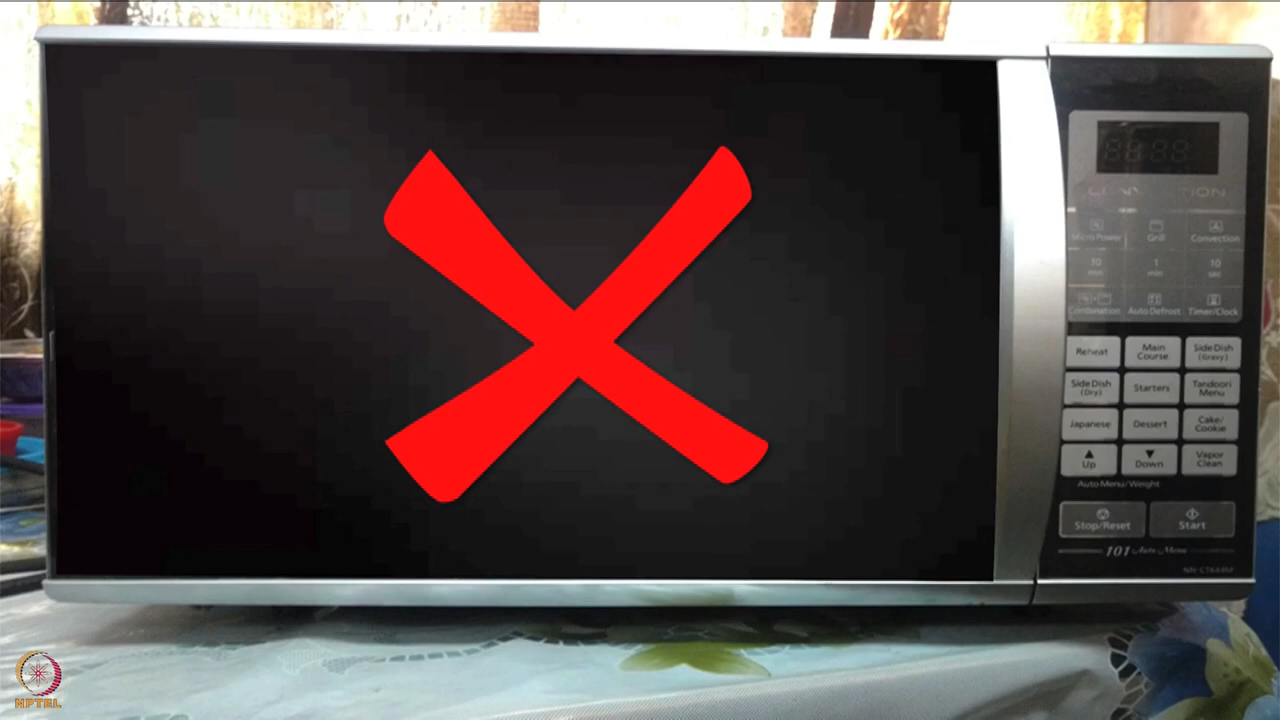 Micro Power
Grill
Convection
10
min
1
min
10
sec
Combination
Auto Defrost
Timer/Clock
Reheat
Main
Course
Side Dish
(Gravy)
Side Dish
(Dry)
Starters
Tandoori
Menu
Japanese
Dessert
Cake/
Cookie
Up
Down
Vapor
Clean
Auto Menu/Weight
Stop/Reset
Start
101 Auto Menu
NPTEL